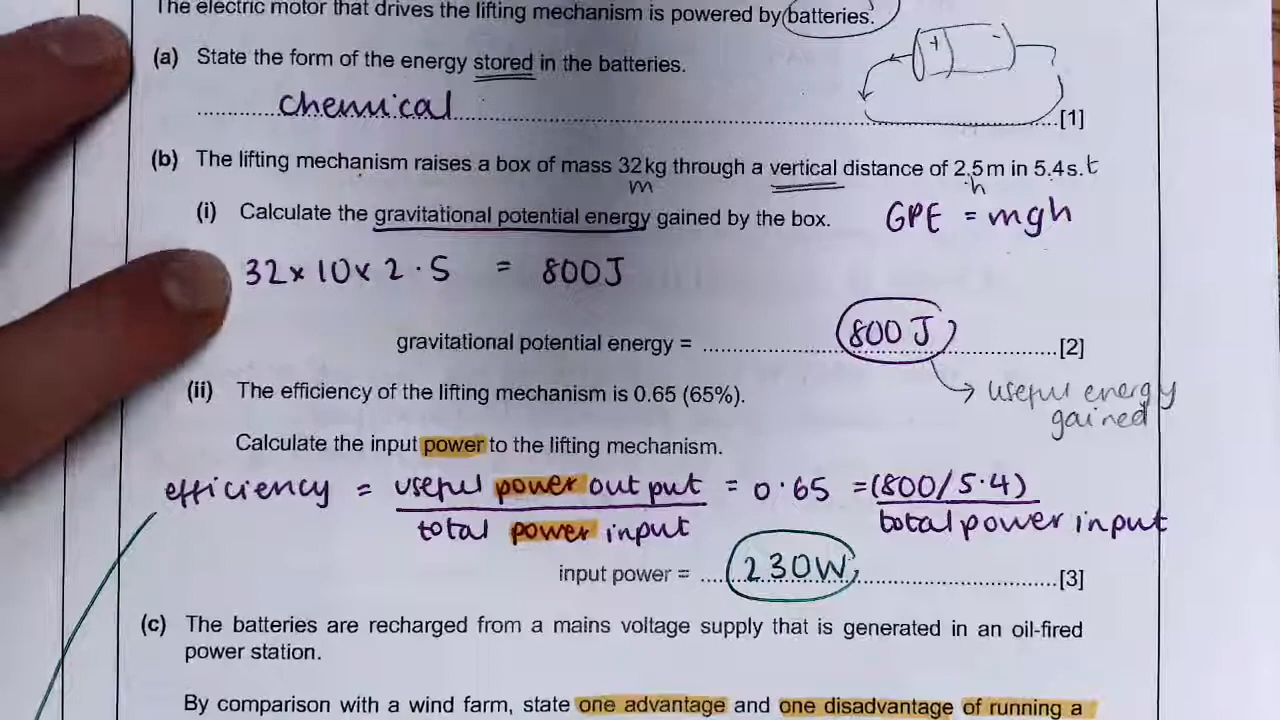 The electric motor that drives the lifting mechanism is powered by batteries.
+ -
(a) State the form of the energy stored in the batteries.
chemical
[1]
(b) The lifting mechanism raises a box of mass 32 kg through a vertical distance of 2.5 m in 5.4 s. t
m h
(i) Calculate the gravitational potential energy gained by the box. GPE = mgh
32 x 10 x 2.5 = 800J
gravitational potential energy = 800 J [2]
(ii) The efficiency of the lifting mechanism is 0.65 (65%).
useful energy
gained
Calculate the input power to the lifting mechanism.
efficiency = useful power output = 0.65 = (800/5.4)
total power input total power input
input power = 230W [3]
(c) The batteries are recharged from a mains voltage supply that is generated in an oil-fired
power station.
By comparison with a wind farm, state one advantage and one disadvantage of running a